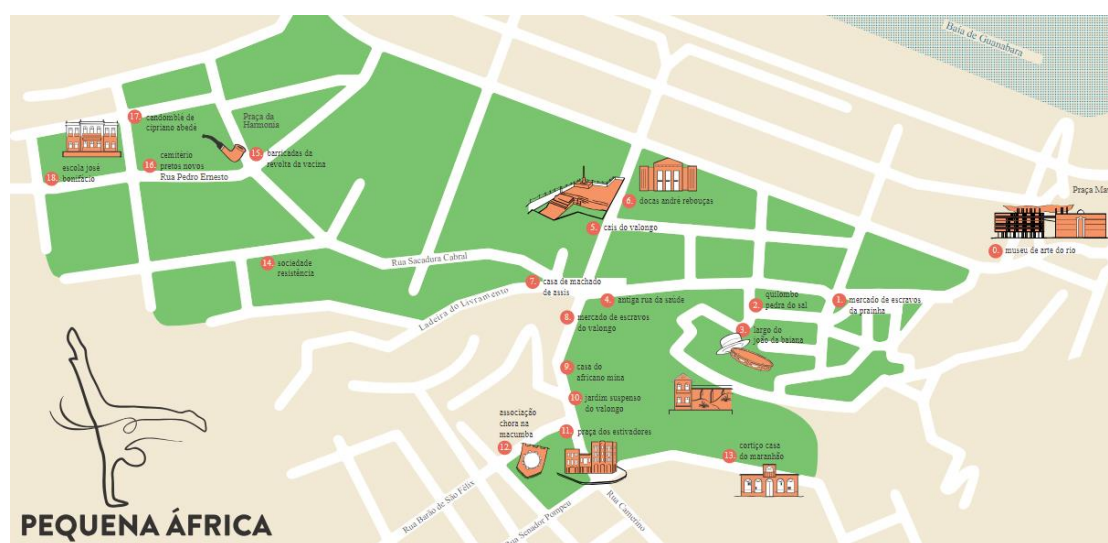 Baía de Guanabara
17. candomblé de
cipriano abedé
Praça da
Harmonia
escola josé
bonifácio
18.
cemitério
pretos novos
16.
Rua Pedro Ernesto
15. barricadas da
revolta da vacina
6. docas andre rebouças
5. cais do valongo
Praça
0. museu de arte do rio
14. sociedade
resistência
Rua Sacadura Cabral
Ladeira do Livramento
7. casa de machado
de assis
4. antiga rua da saúde
quilombo
2. pedra do sal
1. mercado de escravos
da prainha
8. mercado de escravos
do valongo
3. largo do
joão da baiana
9. casa do
africano mina
10. jardim suspenso
do valongo
associação
chora na
macumba
12.
11. praça dos estivadores
cortiço casa
13. do maranhão
Rua Barão de São Félix
Rua Senador Pompeu
Rua Camerino
PEQUENA ÁFRICA